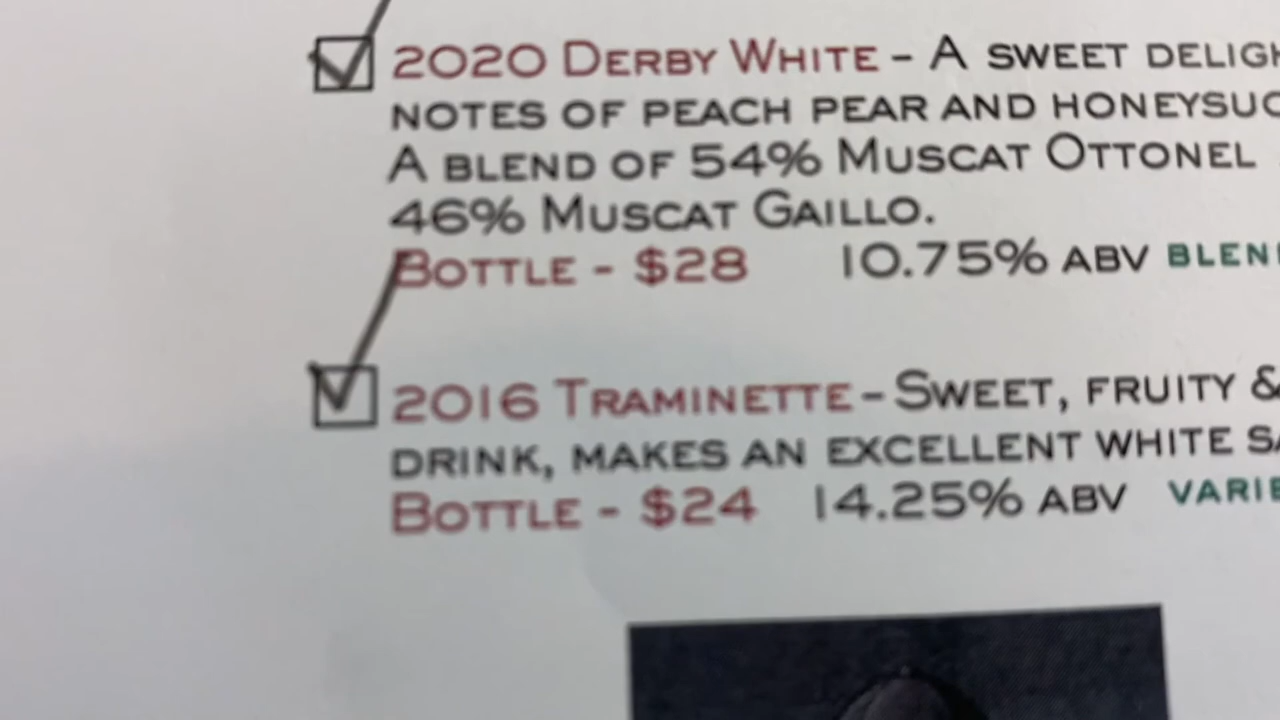 2020 DERBY WHITE – A SWEET
NOTES OF PEACH PEAR AND
A BLEND OF 54% MUSCAT OTTONEL
46% MUSCAT GAILLO.
BOTTLE - $28 10.75% ABV
2016 TRAMINETTE – SWEET, FRUITY &
DRINK, MAKES AN EXCELLENT WHITE
BOTTLE - $24 14.25% ABV